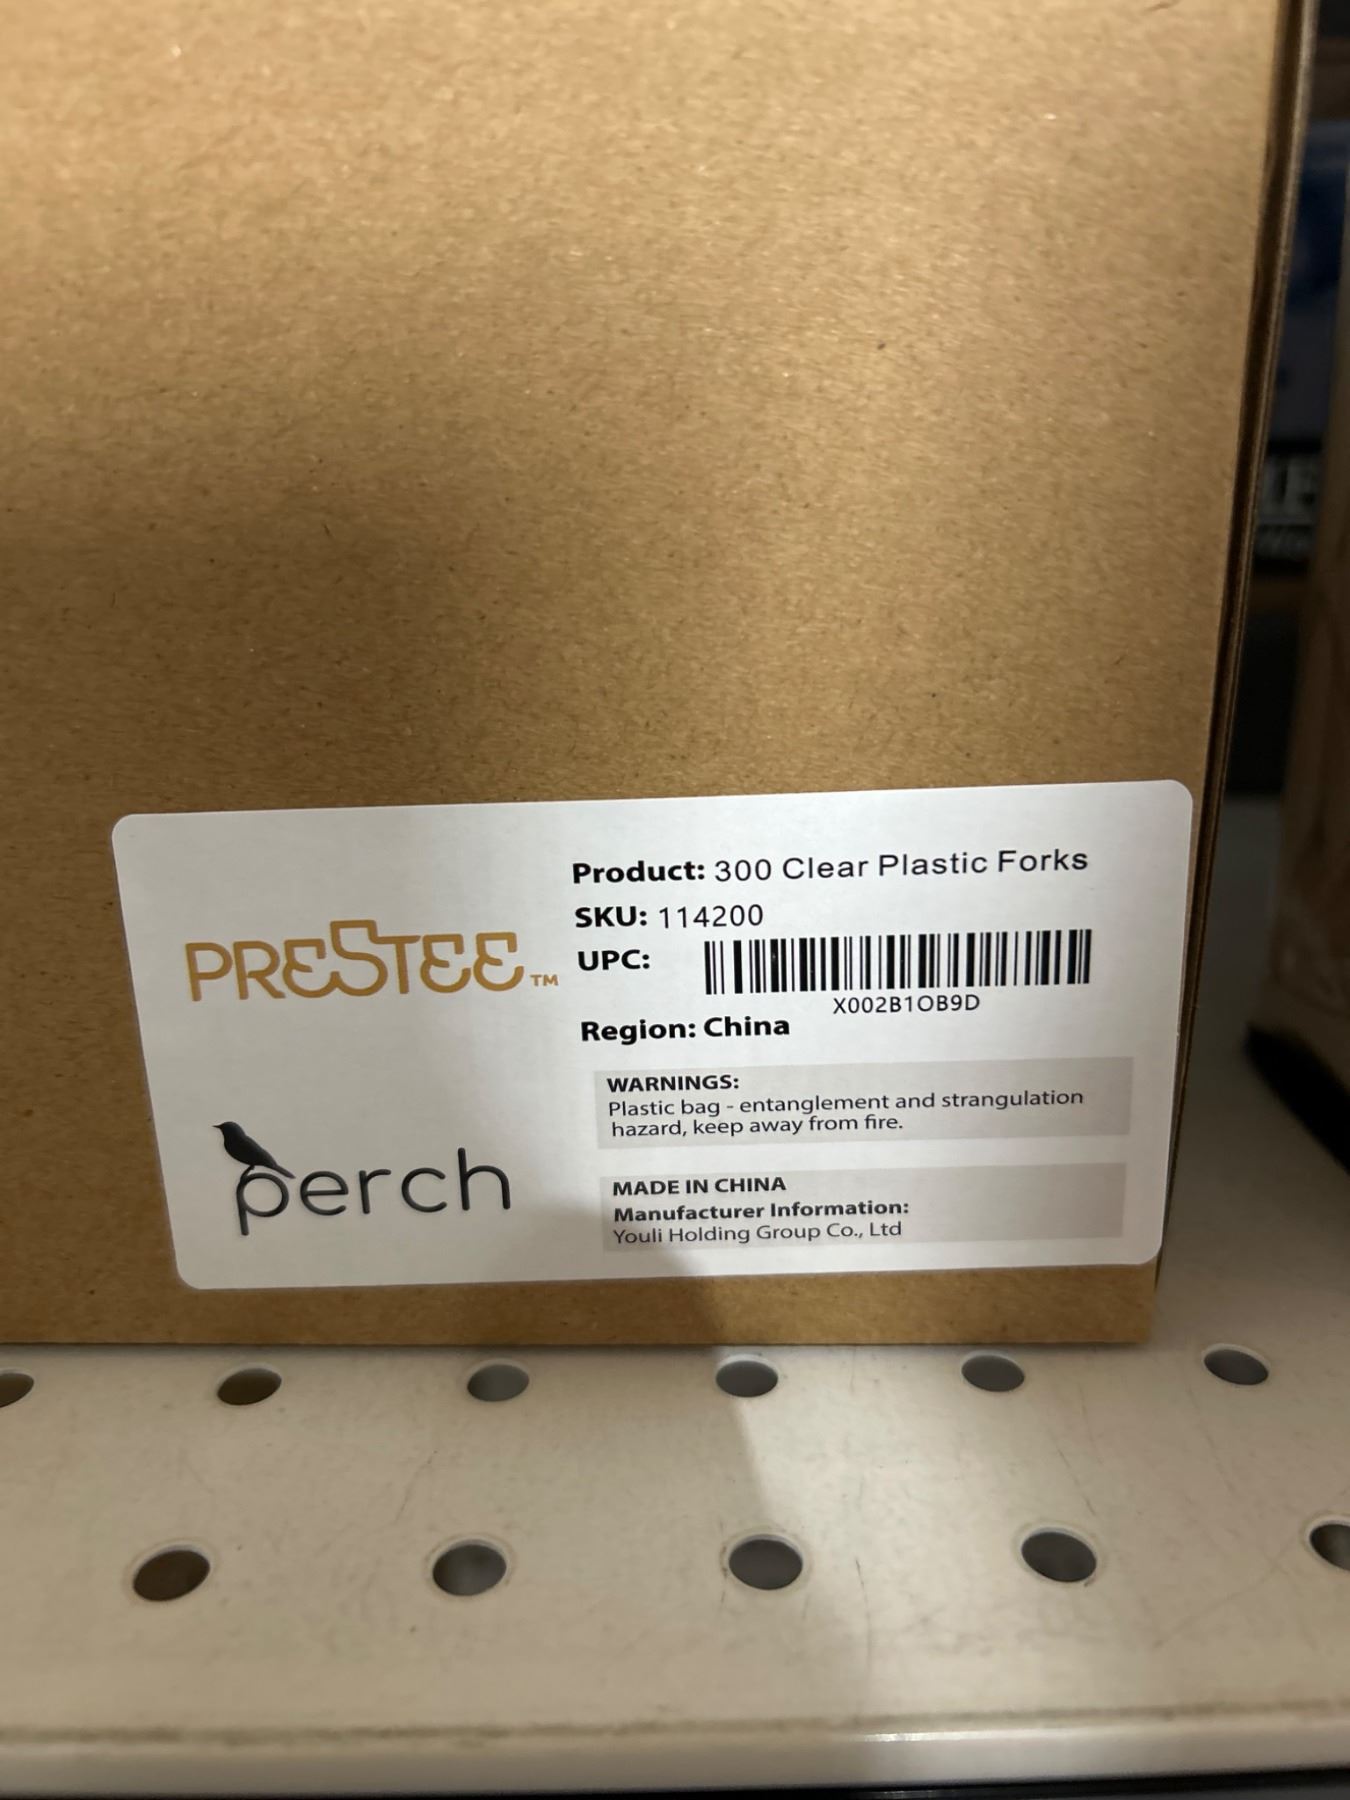 PRESTEE™
perch
Product: 300 Clear Plastic Forks
SKU: 114200
UPC:
X002B1OB9D
Region: China
WARNINGS:
Plastic bag - entanglement and strangulation
hazard, keep away from fire.
MADE IN CHINA
Manufacturer Information:
Youli Holding Group Co., Ltd